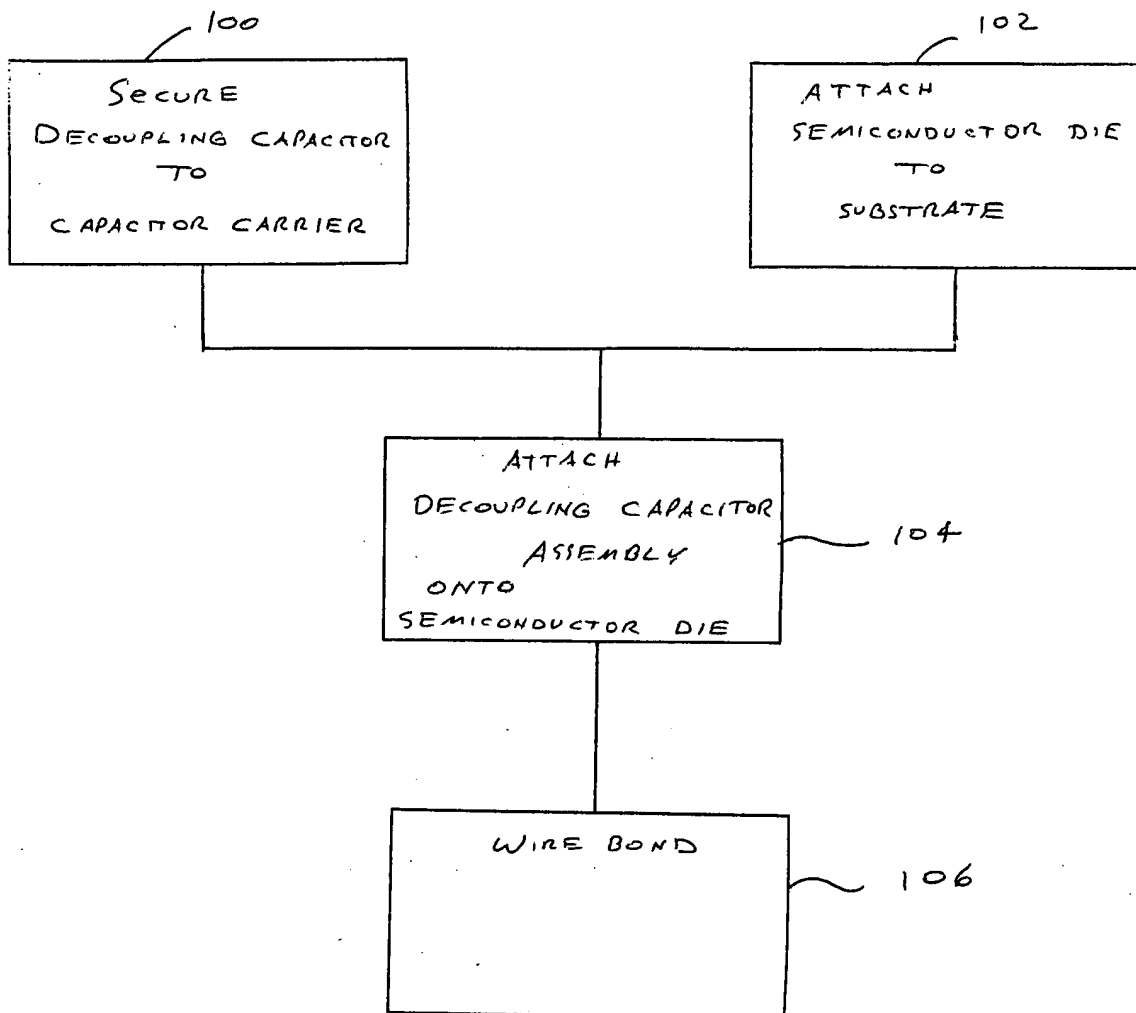 100
SECURE
DECOUPLING CAPACITOR
TO
CAPACITOR CARRIER
102
ATTACH
SEMICONDUCTOR DIE
TO
SUBSTRATE
ATTACH
DECOUPLING CAPACITOR
ASSEMBLY
ONTO
SEMICONDUCTOR DIE
104
WIRE BOND
106